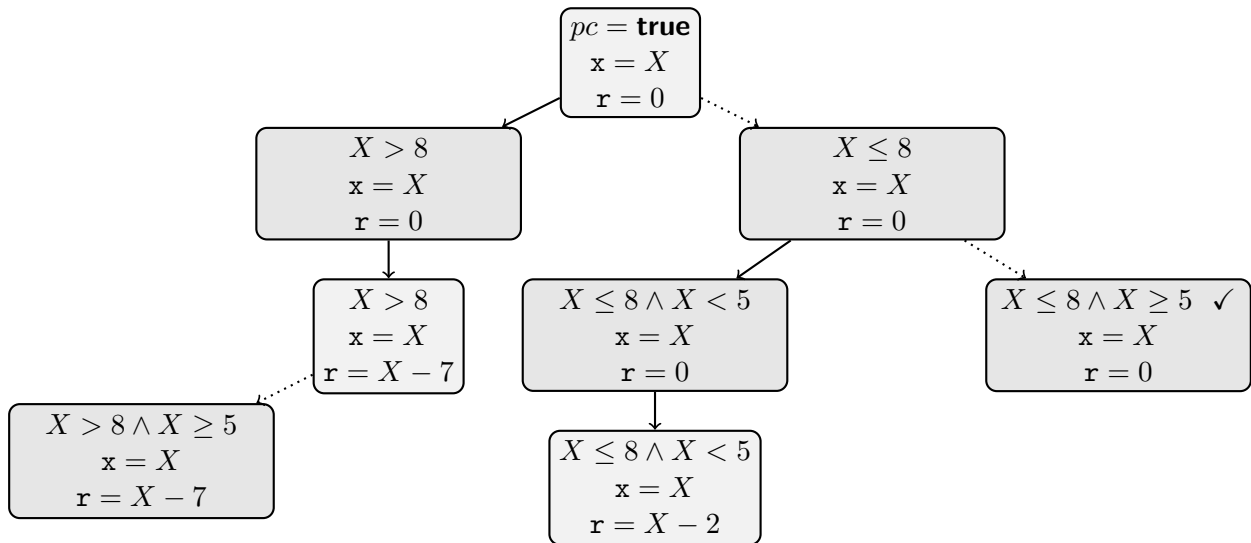 pc = true
x = X
r = 0
X > 8
x = X
r = 0
X ≤ 8
x = X
r = 0
X > 8
x = X
r = X − 7
X ≤ 8 ∧ X < 5
x = X
r = 0
X ≤ 8 ∧ X ≥ 5 ✓
x = X
r = 0
X > 8 ∧ X ≥ 5
x = X
r = X − 7
X ≤ 8 ∧ X < 5
x = X
r = X − 2